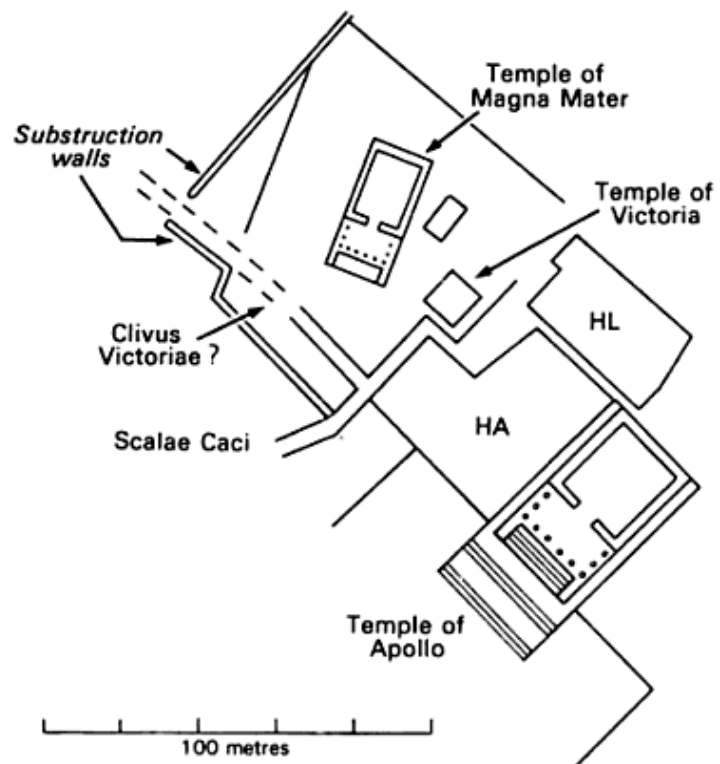 Temple of
Magna Mater
Substruction
walls
Temple of
Victoria
HL
Clivus
Victoriae ?
Scalae Caci
HA
Temple of
Apollo
100 metres